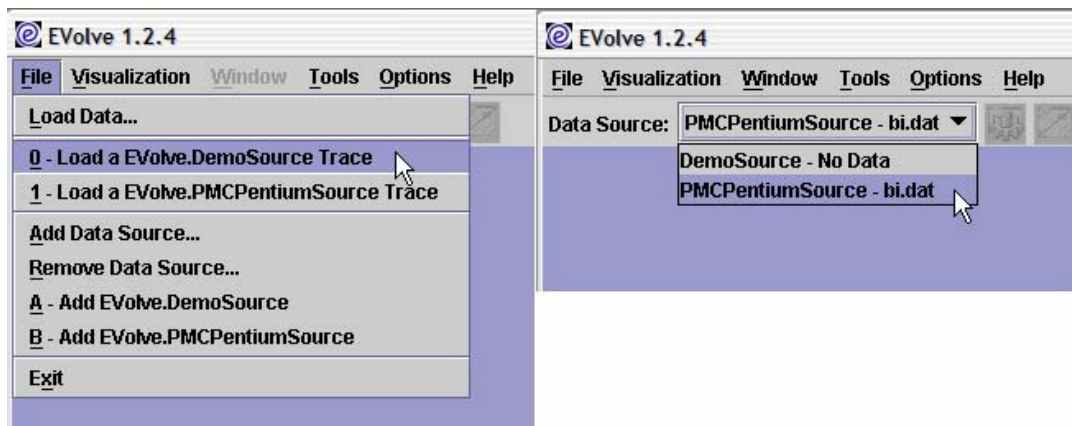 EVolve 1.2.4
File Visualization Window Tools Options Help
Load Data...
0 - Load a EVolve.DemoSource Trace
1 - Load a EVolve.PMCPentiumSource Trace
Add Data Source...
Remove Data Source...
A - Add EVolve.DemoSource
B - Add EVolve.PMCPentiumSource
Exit
EVolve 1.2.4
File Visualization Window Tools Options Help
Data Source: PMCPentiumSource - bi.dat
DemoSource - No Data
PMCPentiumSource - bi.dat